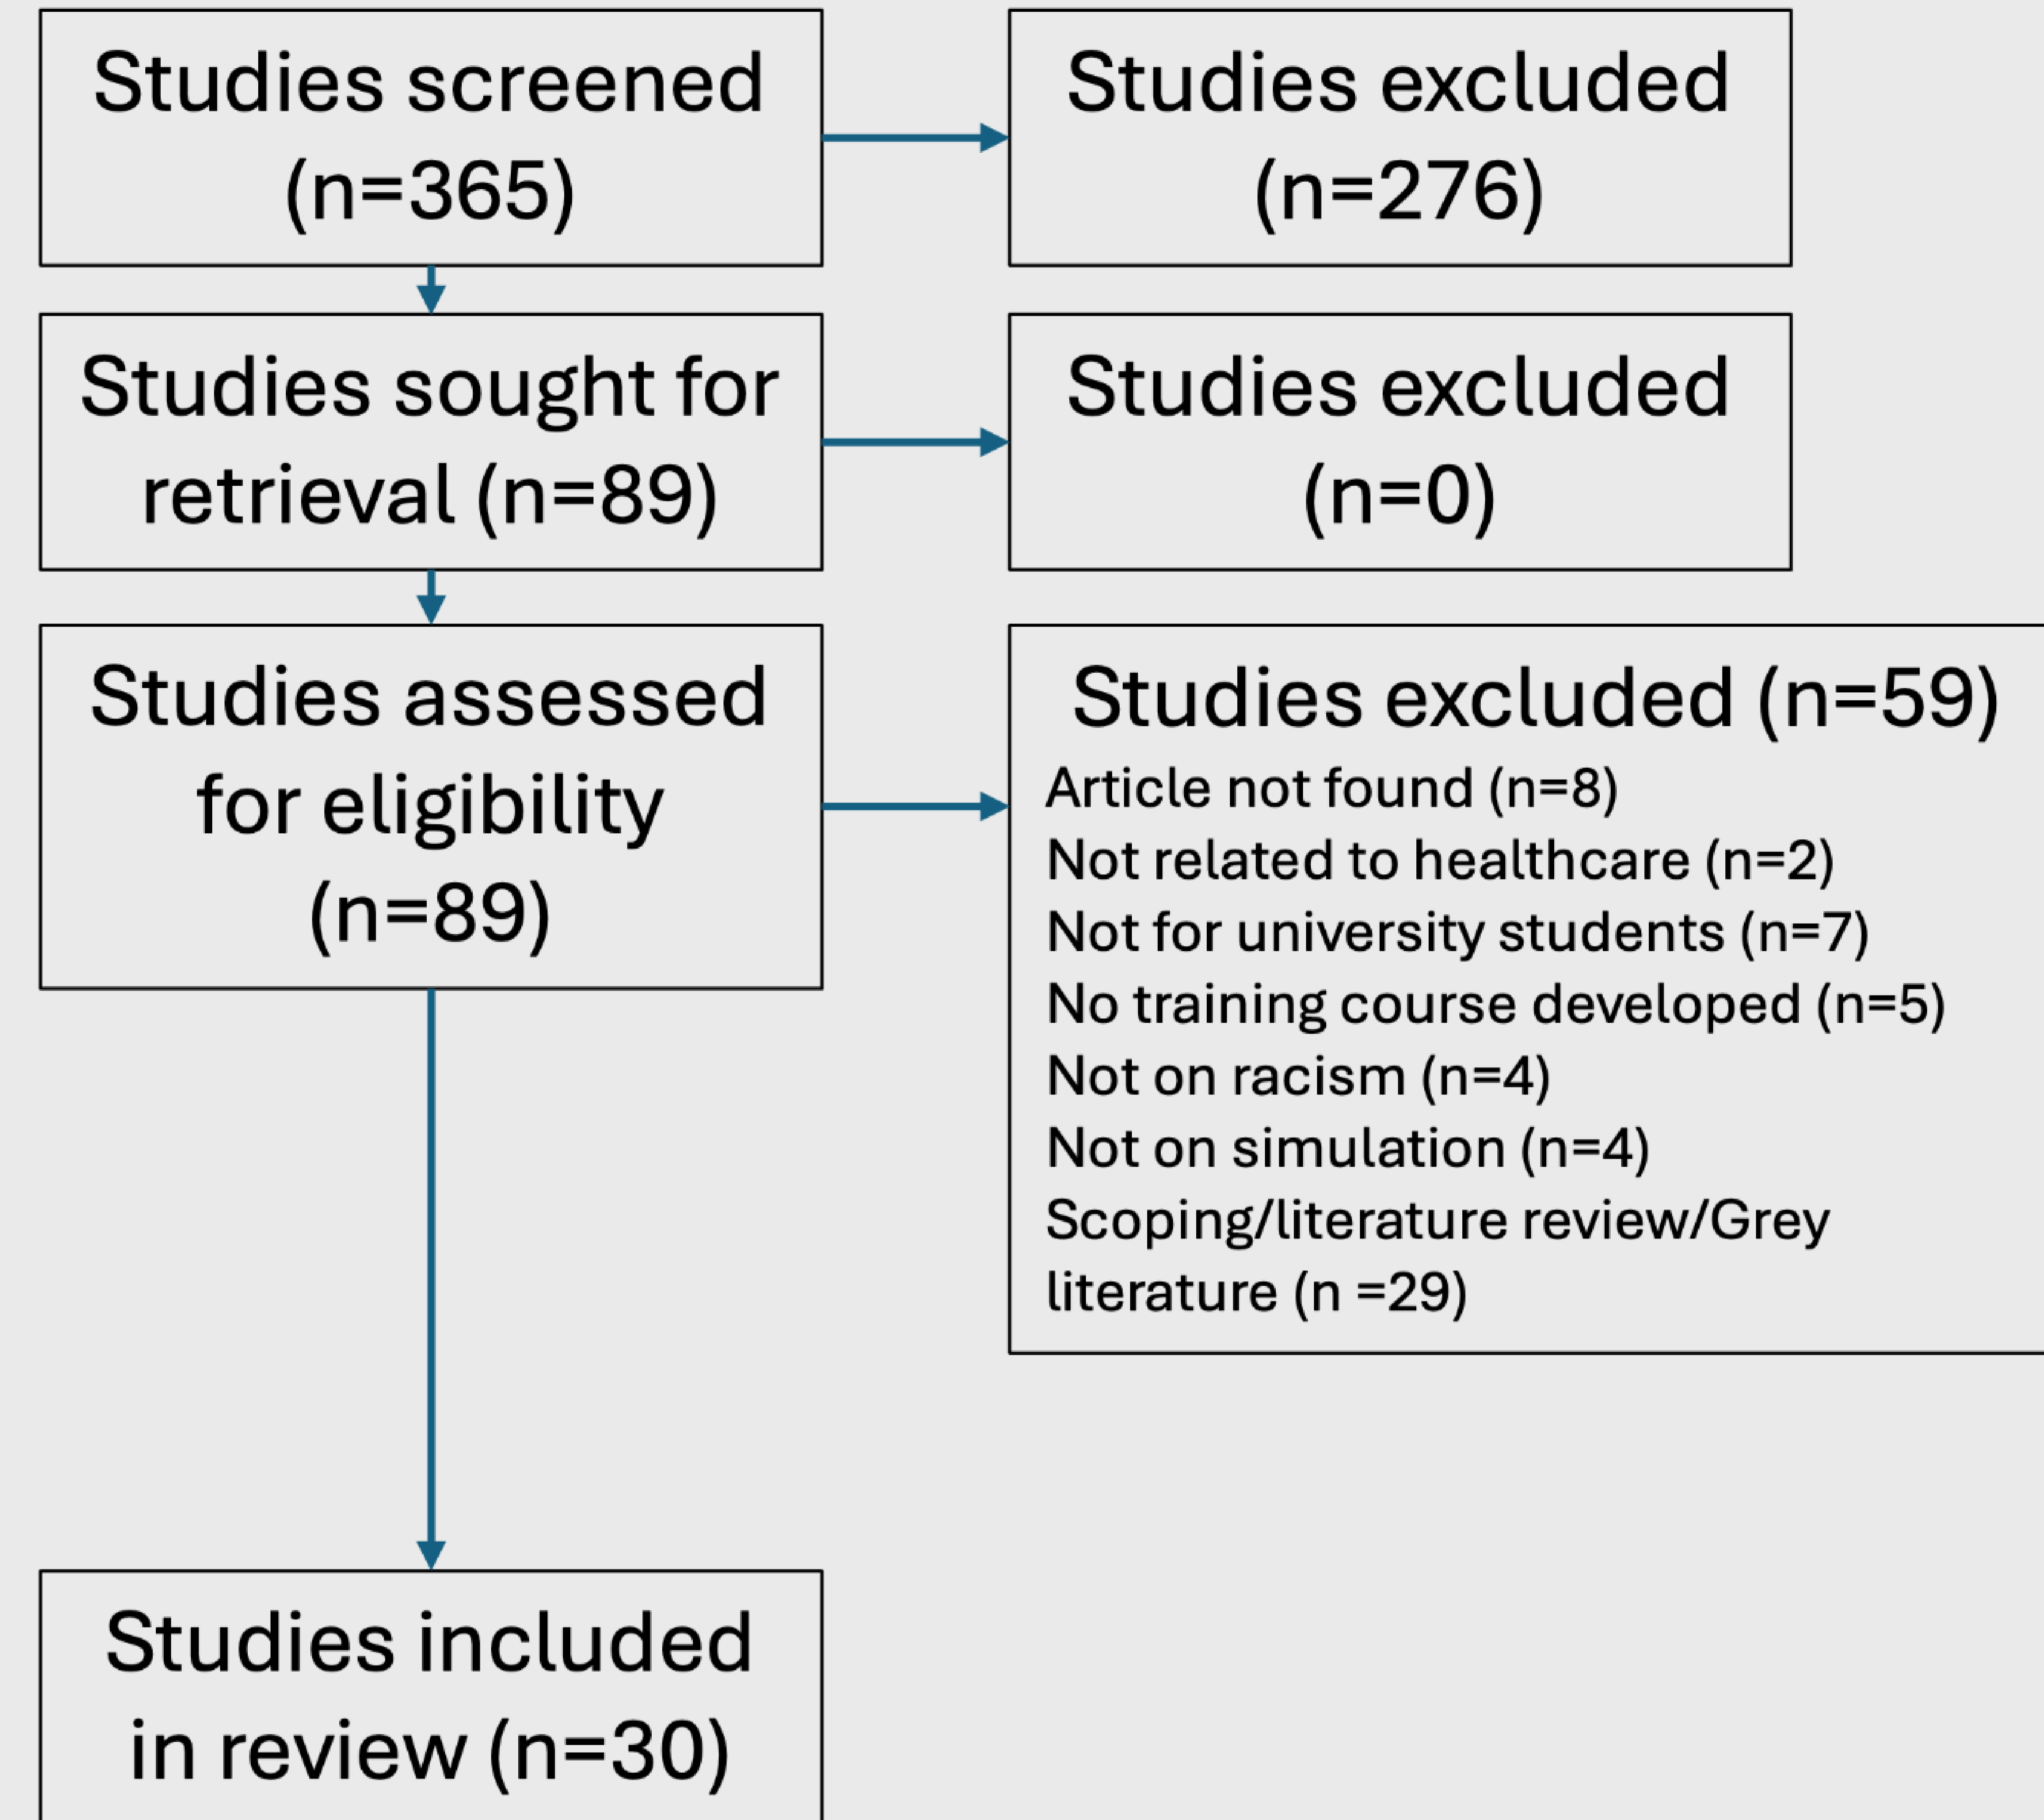 Studies screened
(n=365)
Studies excluded
(n=276)
Studies sought for
retrieval (n=89)
Studies excluded
(n=0)
Studies assessed
for eligibility
(n=89)
Studies excluded (n=59)
Article not found (n=8)
Not related to healthcare (n=2)
Not for university students (n=7)
No training course developed (n=5)
Not on racism (n=4)
Not on simulation (n=4)
Scoping/literature review/Grey
literature (n =29)
Studies included
in review (n=30)